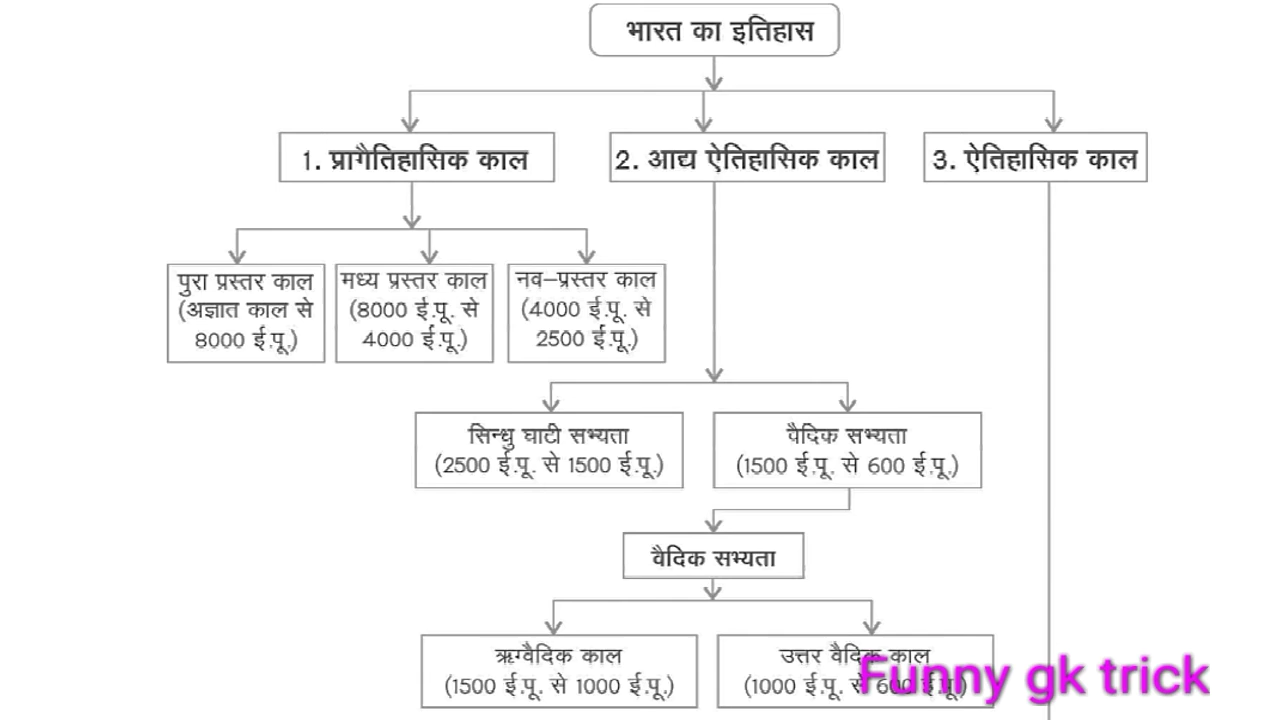 भारत का इतिहास
1. प्रागैतिहासिक काल
2. आद्य ऐतिहासिक काल
3. ऐतिहासिक काल
पुरा प्रस्तर काल
(अज्ञात काल से
8000 ई.पू.)
मध्य प्रस्तर काल
(8000 ई.पू. से
4000 ई.पू.)
नव–प्रस्तर काल
(4000 ई.पू. से
2500 ई.पू.)
सिन्धु घाटी सभ्यता
(2500 ई.पू. से 1500 ई.पू.)
वैदिक सभ्यता
(1500 ई.पू. से 600 ई.पू.)
वैदिक सभ्यता
ऋग्वैदिक काल
(1500 ई.पू. से 1000 ई.पू.)
उत्तर वैदिक काल
(1000 ई.पू. से 600 ई.पू.)
Funny gk trick